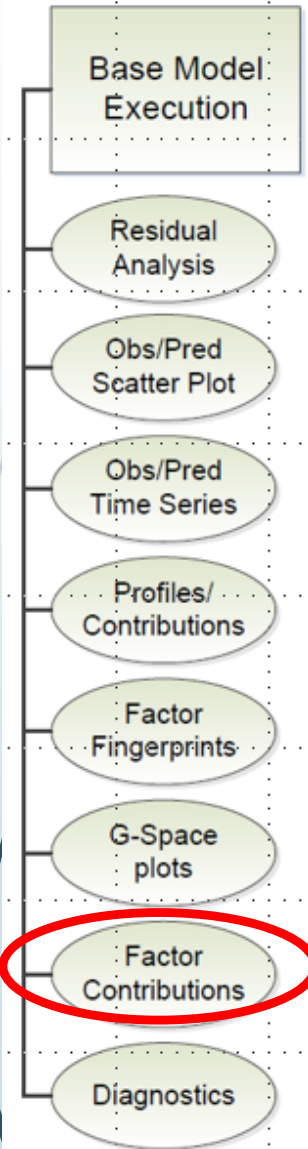 Base Model
Execution
Residual
Analysis
Obs/Pred
Scatter Plot
Obs/Pred
Time Series
Profiles/
Contributions
Factor
Fingerprints
G-Space
plots
Factor
Contributions
Diagnostics